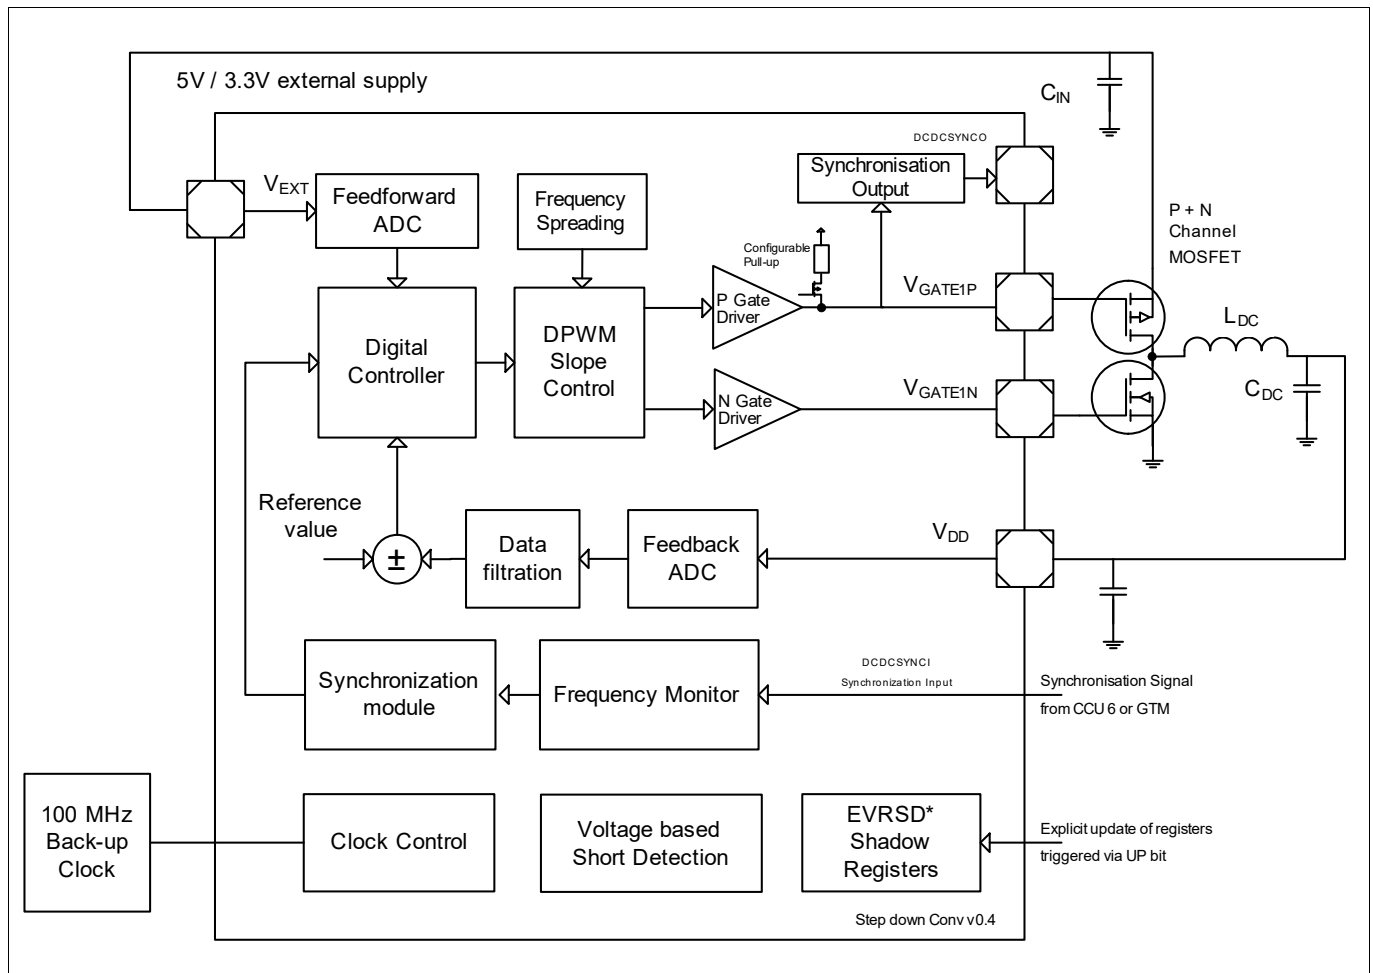 5V / 3.3V external supply
CIN
DCDCSYNCO
Synchronisation
Output
VEXT
Feedforward
ADC
Frequency
Spreading
P + N
Channel
MOSFET
Configurable
Pull-up
VGATE1P
P Gate
Driver
LDC
Digital
Controller
DPWM
Slope
Control
VGATE1N
CDC
N Gate
Driver
Reference
value
±
Data
filtration
Feedback
ADC
VDD
Synchronization
module
Frequency Monitor
DCDCSYNCI
Synchronization Input
Synchronisation Signal
from CCU 6 or GTM
100 MHz
Back-up
Clock
Clock Control
Voltage based
Short Detection
EVRSD*
Shadow
Registers
Explicit update of registers
triggered via UP bit
Step down Conv v0.4